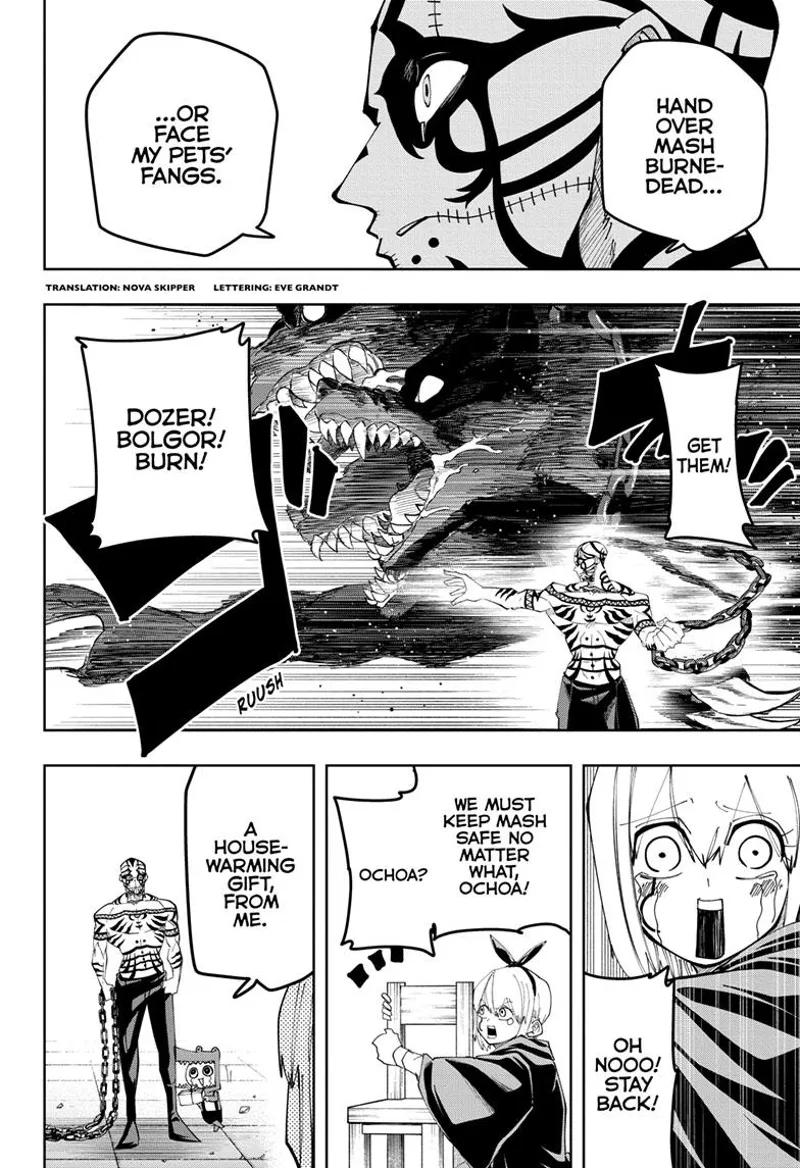 HAND
OVER
MASH
BURNE-
DEAD...
...OR
FACE
MY PETS'
FANGS.
TRANSLATION: NOVA SKIPPER LETTERING: EVE GRANDT
GET
THEM!
DOZER!
BOLGOR!
BURN!
RUUSH
OH
NOOO!
STAY
BACK!
WE MUST
KEEP MASH
SAFE NO
MATTER
WHAT,
OCHOA!
OCHOA?
A
HOUSE-
WARMING
GIFT,
FROM
ME.